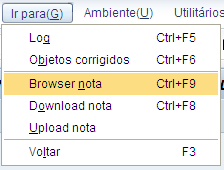 Ir para(G) Ambiente(U) Utilitários
Log Ctrl+F5
Objetos corrigidos Ctrl+F6
Browser nota Ctrl+F9
Download nota Ctrl+F8
Upload nota
Voltar F3